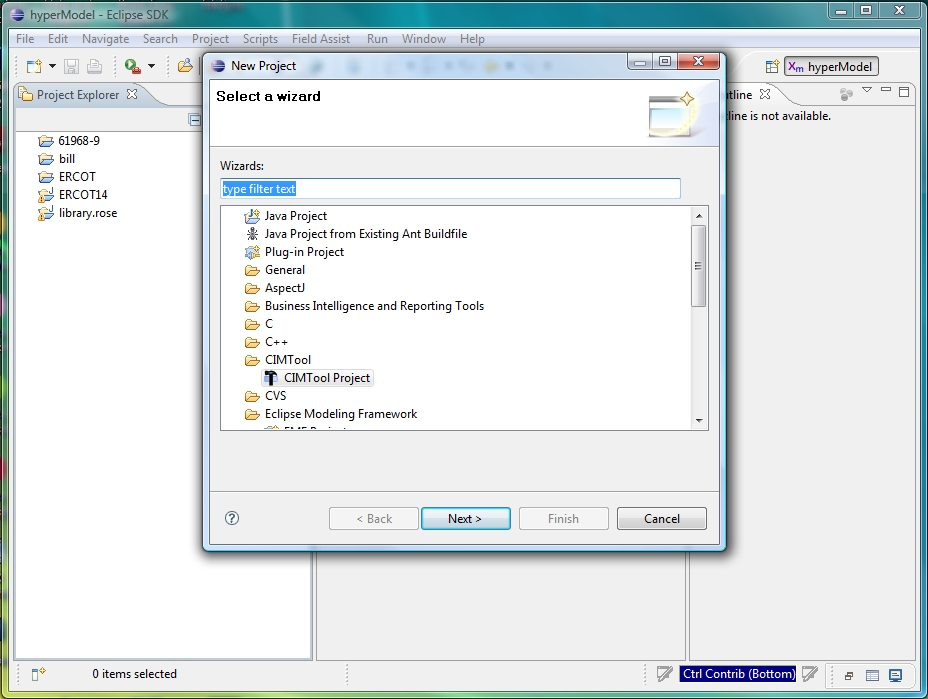 hyperModel - Eclipse SDK
File Edit Navigate Search Project Scripts Field Assist Run Window Help
hyperModel
Project Explorer
tline
tline is not available.
61968-9
bill
ERCOT
ERCOT14
library.rose
New Project
Select a wizard
Wizards:
type filter text
Java Project
Java Project from Existing Ant Buildfile
Plug-in Project
General
AspectJ
Business Intelligence and Reporting Tools
C
C++
CIMTool
CIMTool Project
CVS
Eclipse Modeling Framework
< Back Next > Finish Cancel
0 items selected
Ctrl Contrib (Bottom)